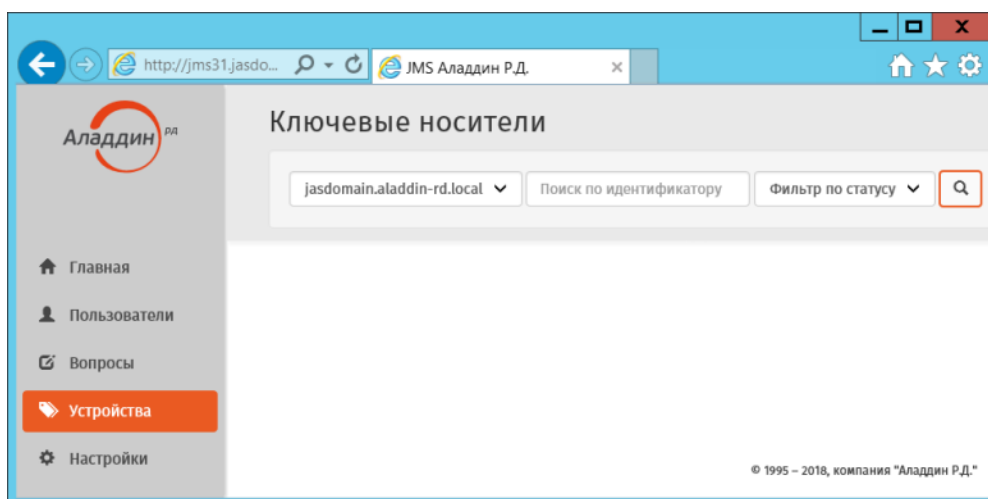 http://jms31.jasdo...
JMS Аладдин Р.Д.
Аладдин РД
Ключевые носители
jasdomain.aladdin-rd.local
Поиск по идентификатору
Фильтр по статусу
Главная
Пользователи
Вопросы
Устройства
Настройки
© 1995 – 2018, компания "Аладдин Р.Д."